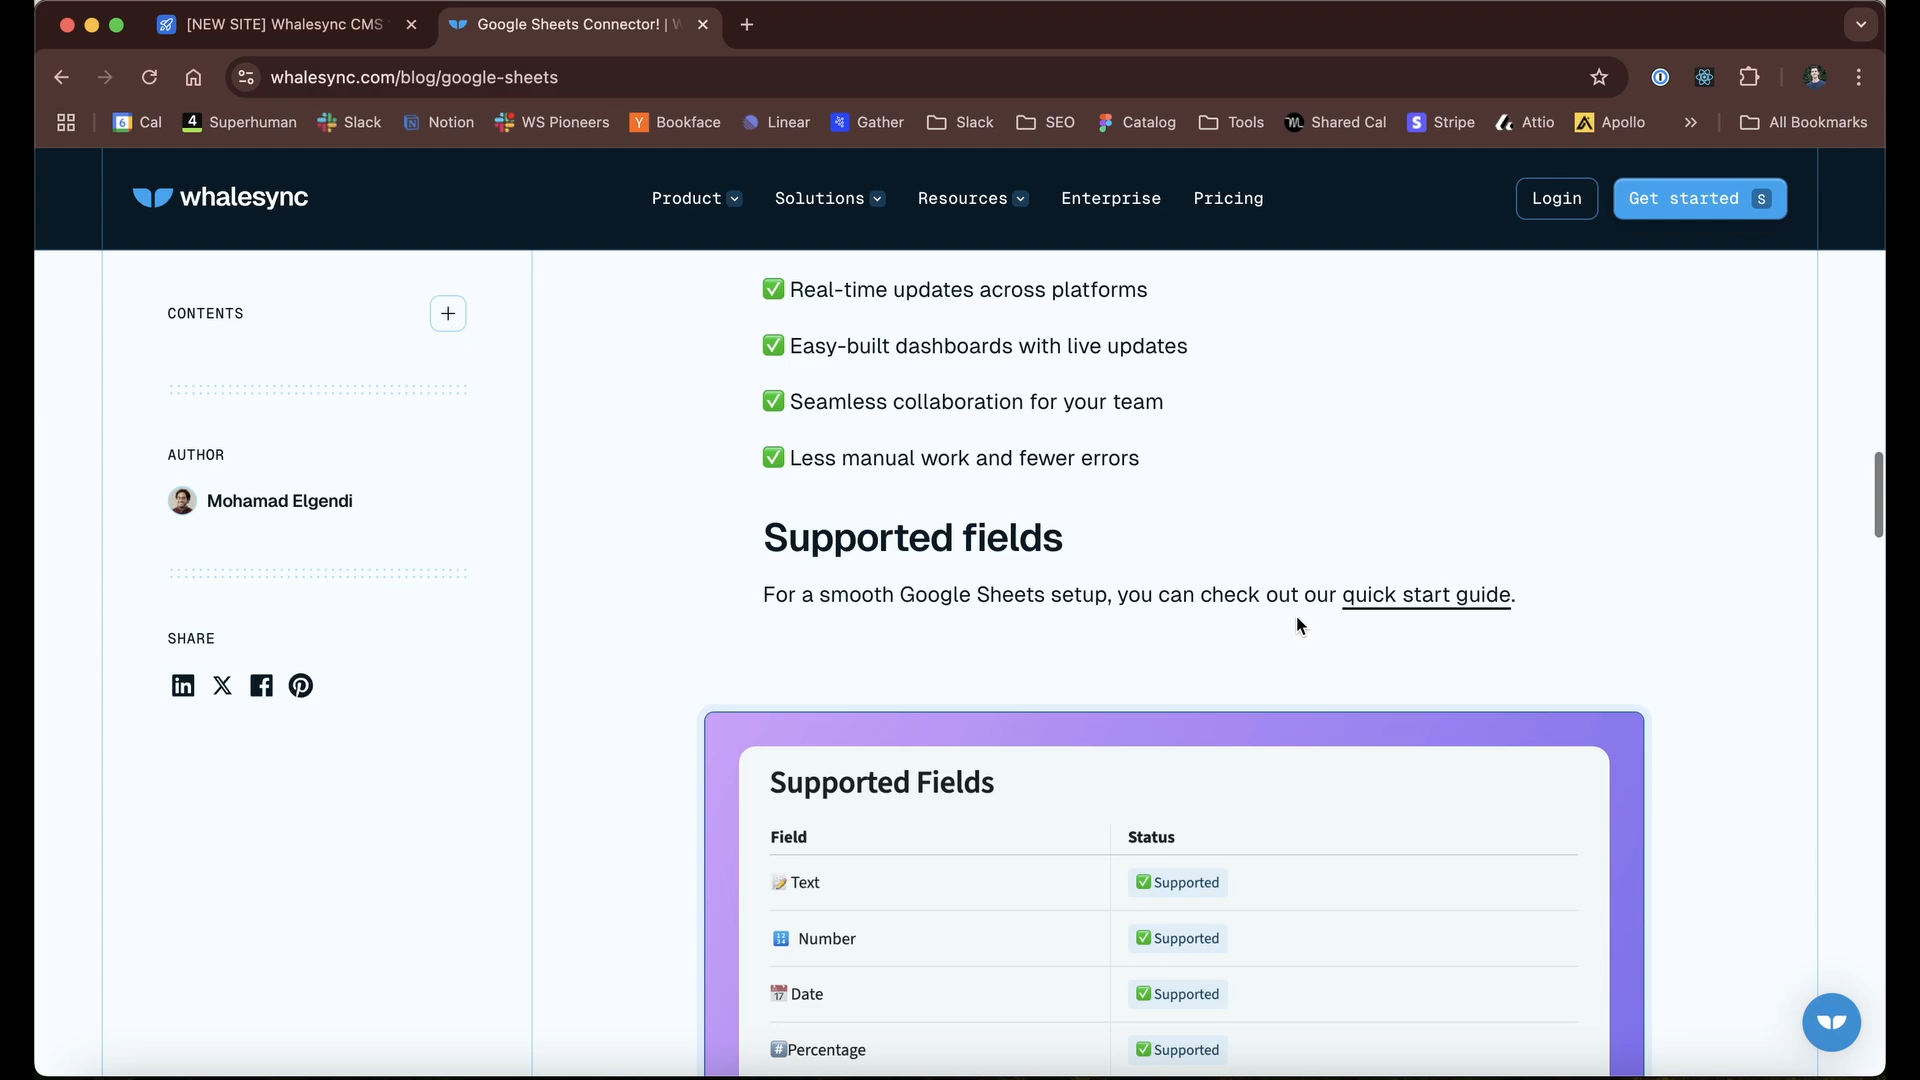 [NEW SITE] Whalesync CMS
Google Sheets Connector! | W
whalesync.com/blog/google-sheets
6 Cal
4 Superhuman
Slack
Notion
WS Pioneers
Y Bookface
Linear
Gather
Slack
SEO
Catalog
Tools
Shared Cal
S Stripe
Attio
Apollo
All Bookmarks
whalesync
Product
Solutions
Resources
Enterprise
Pricing
Login
Get started S
CONTENTS
AUTHOR
Mohamad Elgendi
SHARE
✅ Real-time updates across platforms
✅ Easy-built dashboards with live updates
✅ Seamless collaboration for your team
✅ Less manual work and fewer errors
Supported fields
For a smooth Google Sheets setup, you can check out our quick start guide.
Supported Fields
Field Status
📝 Text ✅ Supported
🔢 Number ✅ Supported
📅 Date ✅ Supported
#️⃣ Percentage ✅ Supported